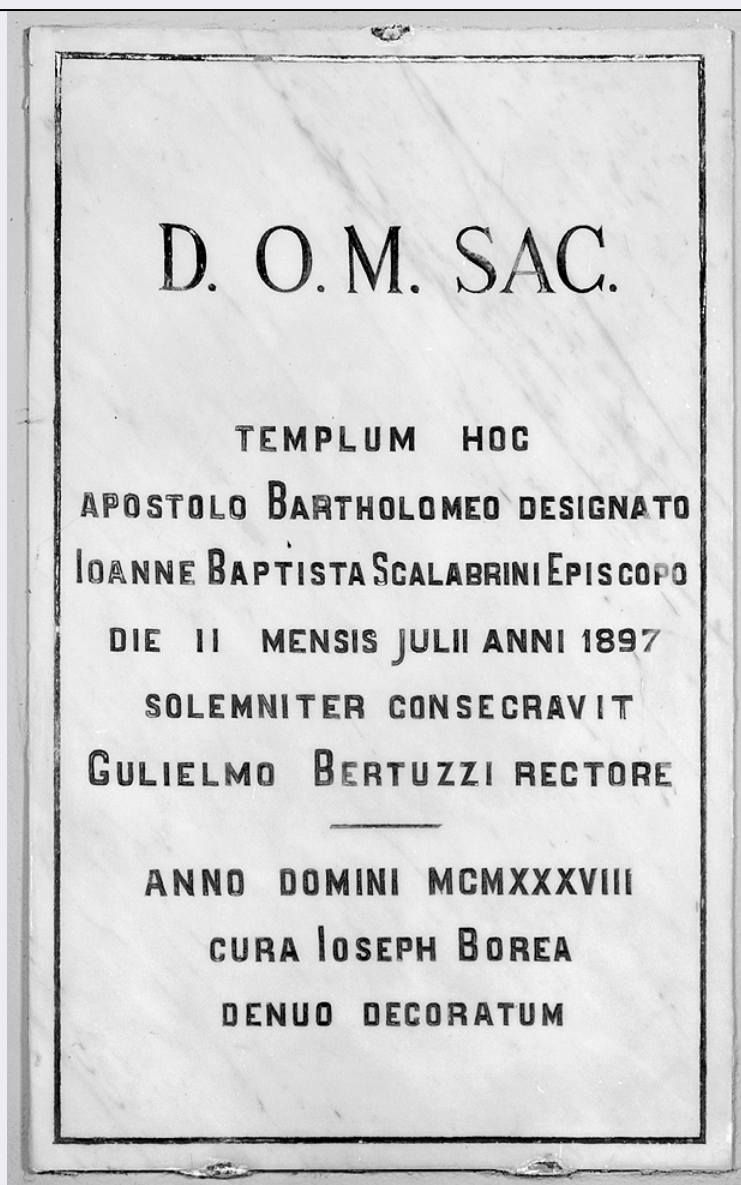 D. O. M. SAC.
TEMPLUM HOC
APOSTOLO BARTHOLOMEO DESIGNATO
IOANNE BAPTISTA SCALABRINI EPISCOPO
DIE II MENSIS JULII ANNI 1897
SOLEMNITER CONSECRAVIT
GULIELMO BERTUZZI RECTORE
ANNO DOMINI MCMXXXVIII
CURA IOSEPH BOREA
DENUO DECORATUM